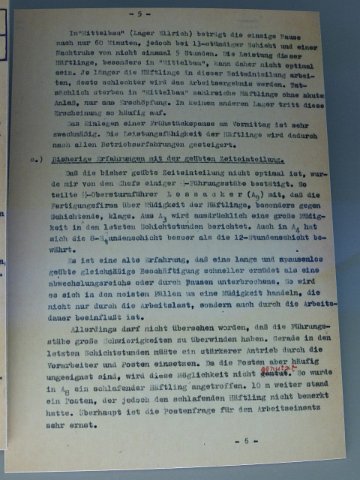 - 5 -
In "Mittelbau" (Lager Ellrich) beträgt die einzige Pause
auch nur 60 Minuten, jedoch bei 13-stündiger Schicht und einer
Nachtruhe von nicht einmal 5 Stunden. Die Leistung dieser
Häftlinge, besonders in "Mittelbau", kann daher nicht optimal
sein. Je länger die Häftlinge in dieser Zeiteinteilung arbei-
ten, desto schlechter wird das Arbeitsergebnis werden. Tat-
sächlich sterben in "Mittelbau" zahlreiche Häftlinge ohne akuten
Anlaß, nur aus Erschöpfung. In keinem anderen Lager tritt diese
Erscheinung so häufig auf.
Das Einlegen einer Frühstückspause am Vormittag ist sehr
zweckmäßig. Die Leistungsfähigkeit der Häftlinge wird dadurch
nach allen Betriebserfahrungen gesteigert.
c.) Bisherige Erfahrungen mit der geübten Zeiteinteilung.
Daß die bisher geübte Zeiteinteilung nicht optimal ist, wur-
de mir von den Chefs einiger SS-Führungsstäbe bestätigt. So
teilte SS-Obersturmführer mit, daß die
Fertigungsfirmen über Müdigkeit der Häftlinge, besonders gegen
Schichtende, klage. Aus A3 wird ausdrücklich eine große Müdig-
keit in den letzten Schichtstunden berichtet. Auch in A4 hat
sich die 8-Stundenschicht besser als die 12-Stundenschicht be-
währt.
Es ist eine alte Erfahrung, daß eine lange und pausenlos
geübte gleichmäßige Beschäftigung schneller ermüdet als eine
abwechslungsreiche oder durch Pausen unterbrochene. So wird
es sich in den meisten Fällen um eine Müdigkeit handeln, die
nicht nur durch die Arbeitslast, sondern auch durch die Arbeits-
dauer beeinflußt ist.
Allerdings darf nicht übersehen werden, daß die Führungs-
stäbe große Schwierigkeiten zu überwinden haben. Gerade in den
letzten Schichtstunden müßte ein stärkerer Antrieb durch die
Vorarbeiter und Posten einsetzen. Da die Posten aber häufig
ungeeignet sind, wird diese Möglichkeit nicht genutzt. So wurde
in ein schlafender Häftling angetroffen. 10 m weiter stand
ein Posten, der jedoch den schlafenden Häftling nicht bemerkt
hatte. Überhaupt ist die Postenfrage für den Arbeitseinsatz
sehr ernst.
- 6 -